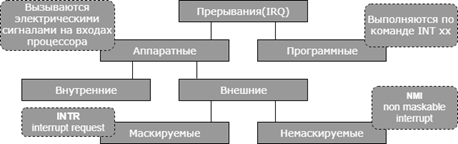 Вызываются
электрическими
сигналами на входах
процессора
Прерывания(IRQ)
Выполняются по
команде INT xx
Аппаратные
Программные
Внутренние
Внешние
INTR
interrupt request
NMI
non maskable
interrupt
Маскируемые
Немаскируемые